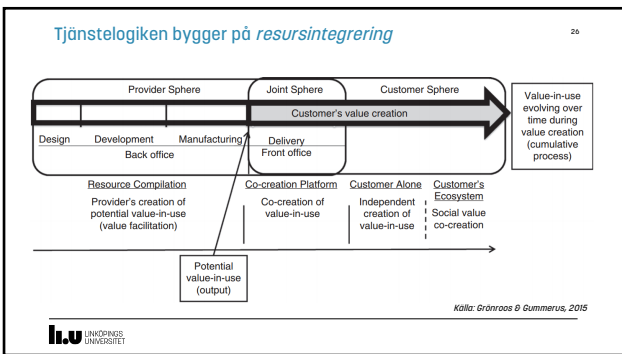 Tjänstelogiken bygger på resursintegrering
26
Provider Sphere
Joint Sphere
Customer Sphere
Customer's value creation
Value-in-use
evolving over
time during
value creation
(cumulative
process)
Design
Development
Manufacturing
Delivery
Back office
Front office
Resource Compilation
Provider's creation of
potential value-in-use
(value facilitation)
Co-creation Platform
Co-creation of
value-in-use
Customer Alone
Independent
creation of
value-in-use
Customer's
Ecosystem
Social value
co-creation
Potential
value-in-use
(output)
Källa: Grönroos & Gummerus, 2015
LINKÖPINGS
UNIVERSITET